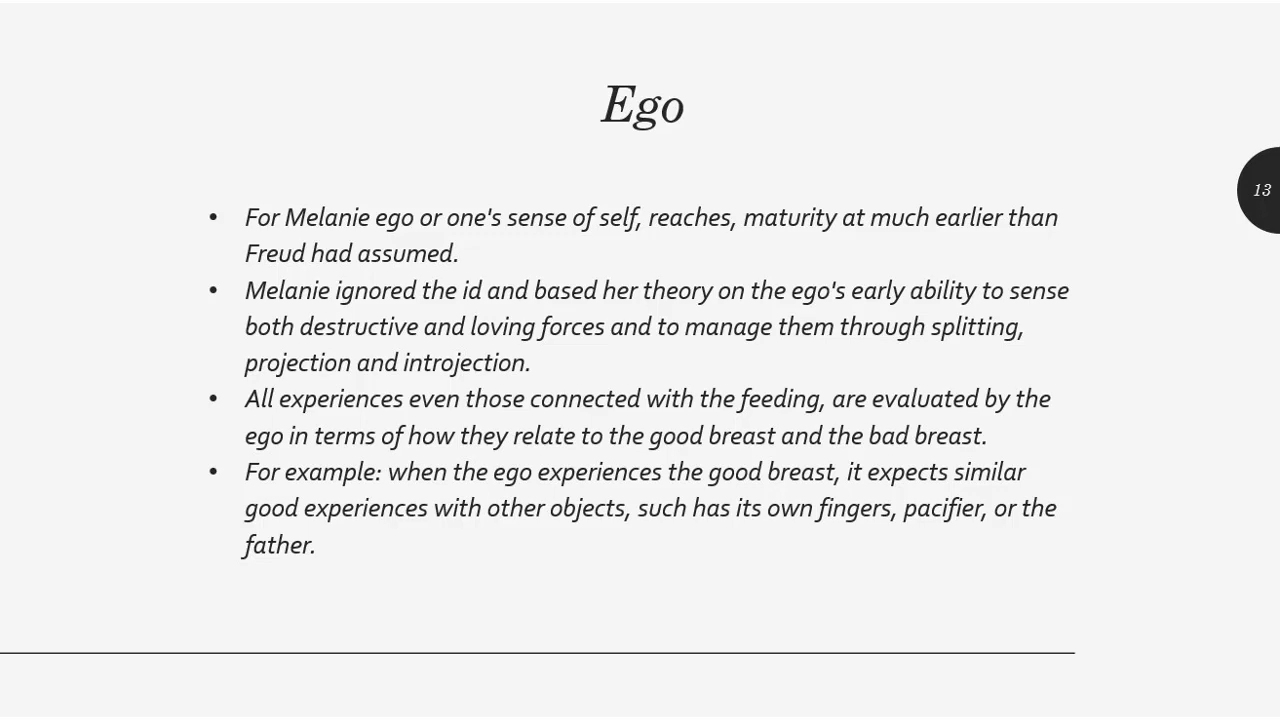 Ego
13
• For Melanie ego or one's sense of self, reaches, maturity at much earlier than
Freud had assumed.
• Melanie ignored the id and based her theory on the ego's early ability to sense
both destructive and loving forces and to manage them through splitting,
projection and introjection.
• All experiences even those connected with the feeding, are evaluated by the
ego in terms of how they relate to the good breast and the bad breast.
• For example: when the ego experiences the good breast, it expects similar
good experiences with other objects, such has its own fingers, pacifier, or the
father.